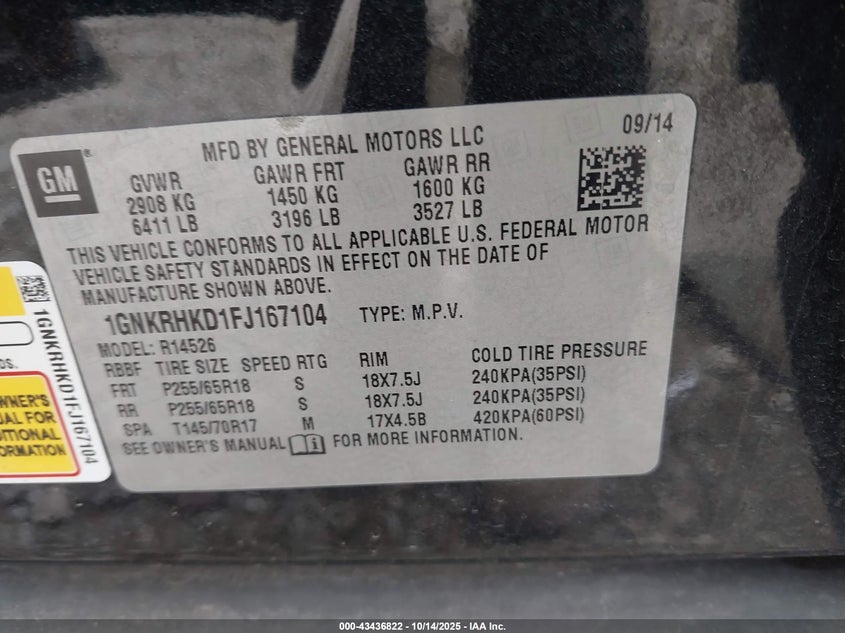 MFD BY GENERAL MOTORS LLC
09/14
GM
®
GVWR GAWR FRT GAWR RR
2908 KG 1450 KG 1600 KG
6411 LB 3196 LB 3527 LB
THIS VEHICLE CONFORMS TO ALL APPLICABLE U.S. FEDERAL MOTOR
VEHICLE SAFETY STANDARDS IN EFFECT ON THE DATE OF
MANUFACTURE SHOWN ABOVE.
1GNKRHKD1FJ167104 TYPE: M.P.V.
MODEL: R14526
RBBF TIRE SIZE SPEED RTG RIM COLD TIRE PRESSURE
FRT P255/65R18 S 18X7.5J 240KPA(35PSI)
RR P255/65R18 S 18X7.5J 240KPA(35PSI)
SPA T145/70R17 M 17X4.5B 420KPA(60PSI)
SEE OWNER'S MANUAL i FOR MORE INFORMATION.
1GNKRHKD1FJ167104
000-43436822 - 10/14/2025 - IAA Inc.